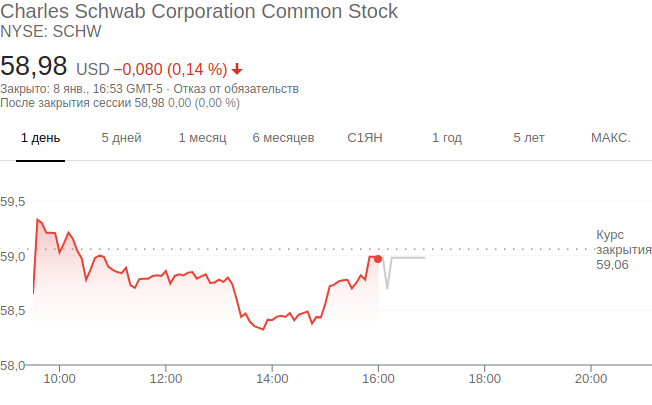 Charles Schwab Corporation Common Stock
NYSE: SCHW
58,98 USD −0,080 (0,14 %)
Закрыто: 8 янв., 16:53 GMT-5 · Отказ от обязательств
После закрытия сессии 58,98 0,00 (0,00 %)
1 день 5 дней 1 месяц 6 месяцев С1ЯН 1 год 5 лет МАКС.
59,5
59,0
58,5
58,0
Курс
закрытия
59,06
10:00 12:00 14:00 16:00 18:00 20:00